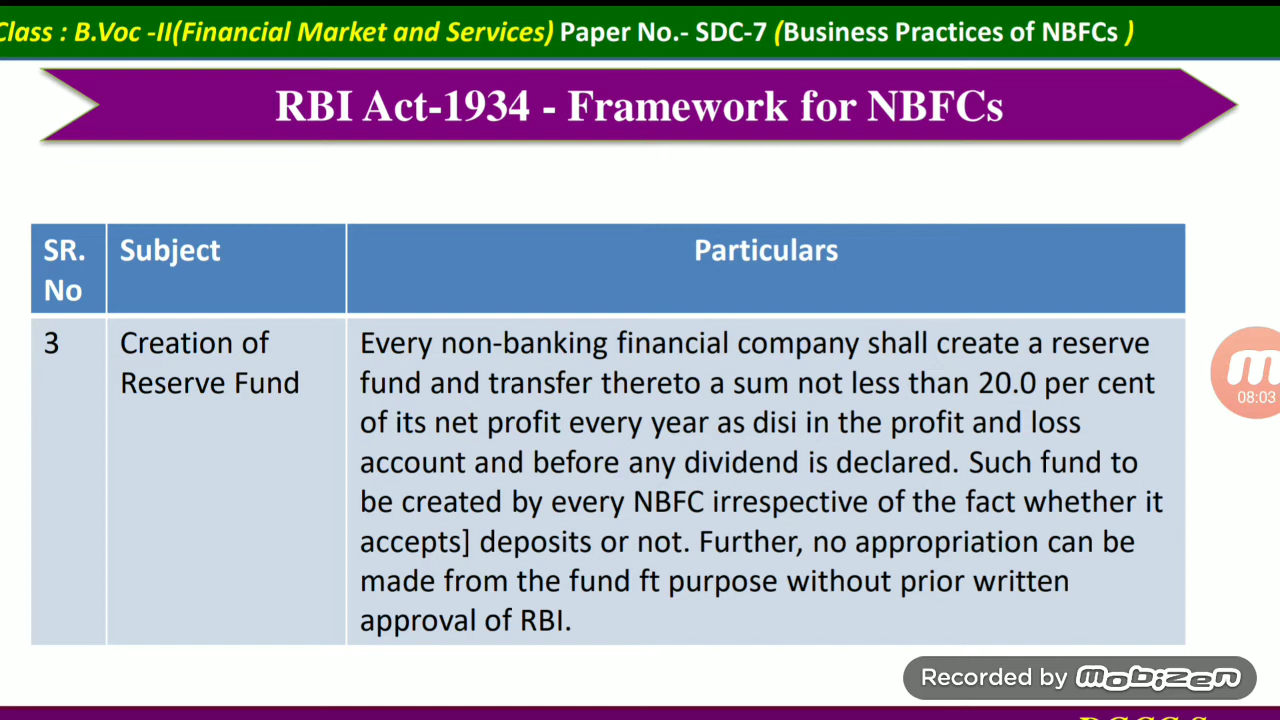 Class : B.Voc -II(Financial Market and Services) Paper No.- SDC-7 (Business Practices of NBFCs )
RBI Act-1934 - Framework for NBFCs
SR. No Subject Particulars
3 Creation of Reserve Fund
Every non-banking financial company shall create a reserve
fund and transfer thereto a sum not less than 20.0 per cent
of its net profit every year as disi in the profit and loss
account and before any dividend is declared. Such fund to
be created by every NBFC irrespective of the fact whether it
accepts] deposits or not. Further, no appropriation can be
made from the fund ft purpose without prior written
approval of RBI.
08:03
Recorded by Mobizen